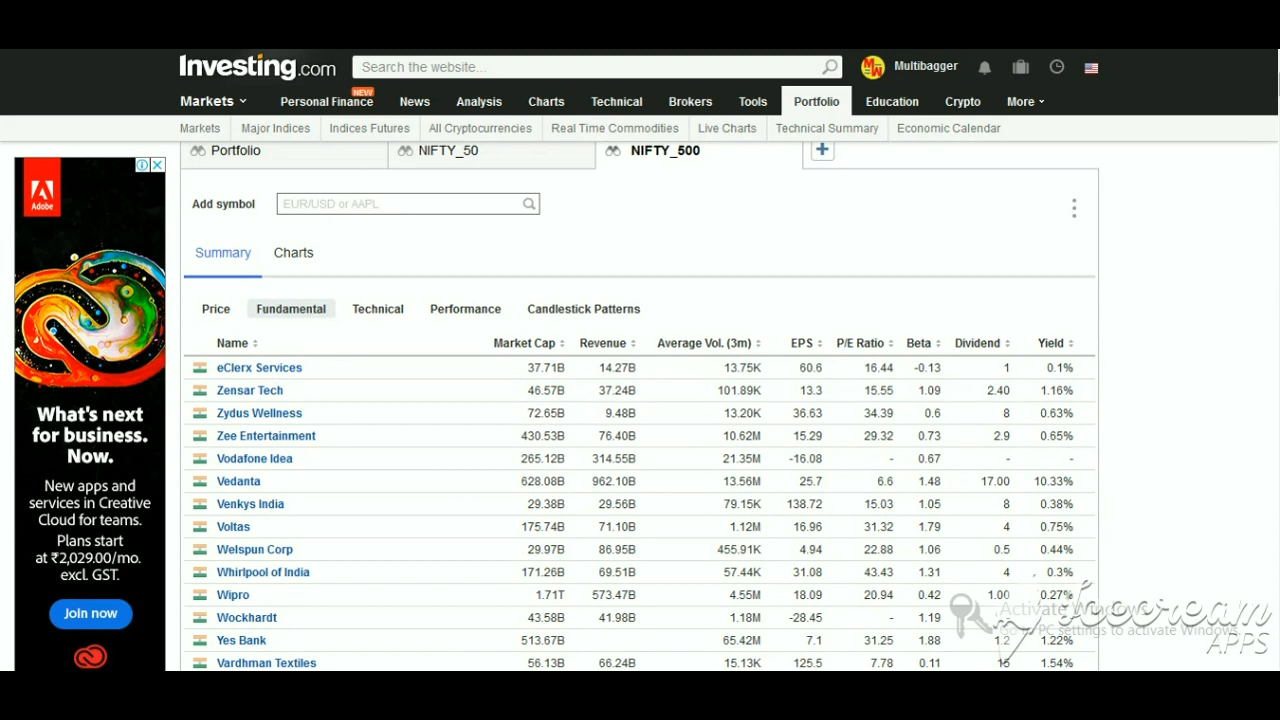 Investing.com Search the website... Multibagger
NEW
Markets Personal Finance News Analysis Charts Technical Brokers Tools Portfolio Education Crypto More
Markets Major Indices Indices Futures All Cryptocurrencies Real Time Commodities Live Charts Technical Summary Economic Calendar
Portfolio NIFTY_50 NIFTY_500 +
Add symbol EUR/USD or AAPL
Summary Charts
Price Fundamental Technical Performance Candlestick Patterns
Name Market Cap Revenue Average Vol. (3m) EPS P/E Ratio Beta Dividend Yield
eClerx Services 37.71B 14.27B 13.75K 60.6 16.44 -0.13 1 0.1%
Zensar Tech 46.57B 37.24B 101.89K 13.3 15.55 1.09 2.40 1.16%
Zydus Wellness 72.65B 9.48B 13.20K 36.63 34.39 0.6 8 0.63%
Zee Entertainment 430.53B 76.40B 10.62M 15.29 29.32 0.73 2.9 0.65%
Vodafone Idea 265.12B 314.55B 21.35M -16.08 - 0.67 - -
Vedanta 628.08B 962.10B 13.56M 25.7 6.6 1.48 17.00 10.33%
Venkys India 29.38B 29.56B 79.15K 138.72 15.03 1.05 8 0.38%
Voltas 175.74B 71.10B 1.12M 16.96 31.32 1.79 4 0.75%
Welspun Corp 29.97B 86.95B 455.91K 4.94 22.88 1.06 0.5 0.44%
Whirlpool of India 171.26B 69.51B 57.44K 31.08 43.43 1.31 4 0.3%
Wipro 1.71T 573.47B 4.55M 18.09 20.94 0.42 1.00 0.27%
Wockhardt 43.58B 41.98B 1.18M -28.45 - 1.19
Yes Bank 513.67B 65.42M 7.1 31.25 1.88 1.2 1.22%
Vardhman Textiles 56.13B 66.24B 15.13K 125.5 7.78 0.11 15 1.54%
Adobe
What's next
for business.
Now.
New apps and
services in Creative
Cloud for teams.
Plans start
at ₹2,029.00/mo.
excl. GST.
Join now
Activate Windows
Go to PC settings to activate Windows.
Icecream
APPS